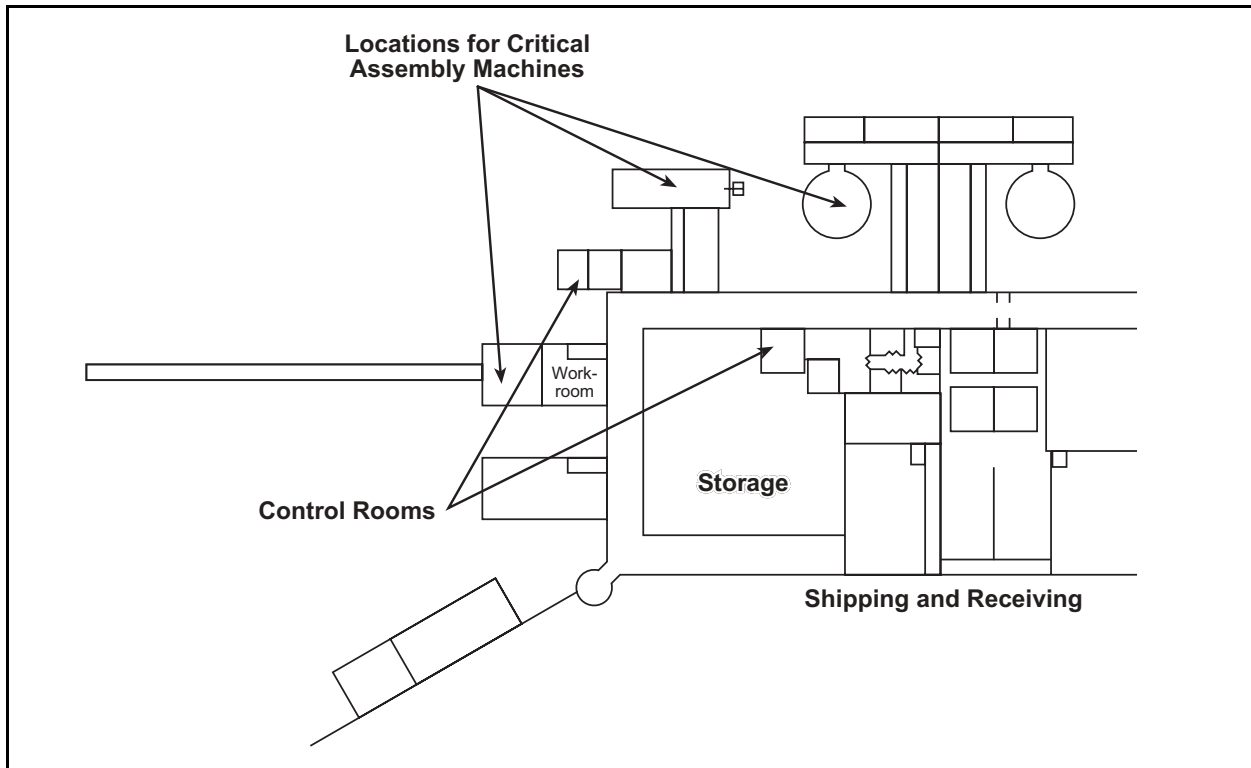 Locations for Critical
Assembly Machines
Work-
room
Storage
Control Rooms
Shipping and Receiving